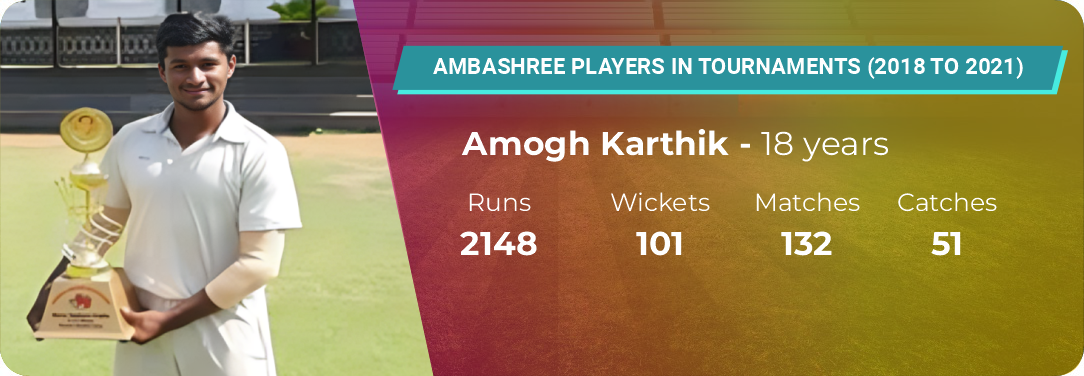 AMBASHREE PLAYERS IN TOURNAMENTS (2018 TO 2021)
Amogh Karthik - 18 years
Runs Wickets Matches Catches
2148 101 132 51